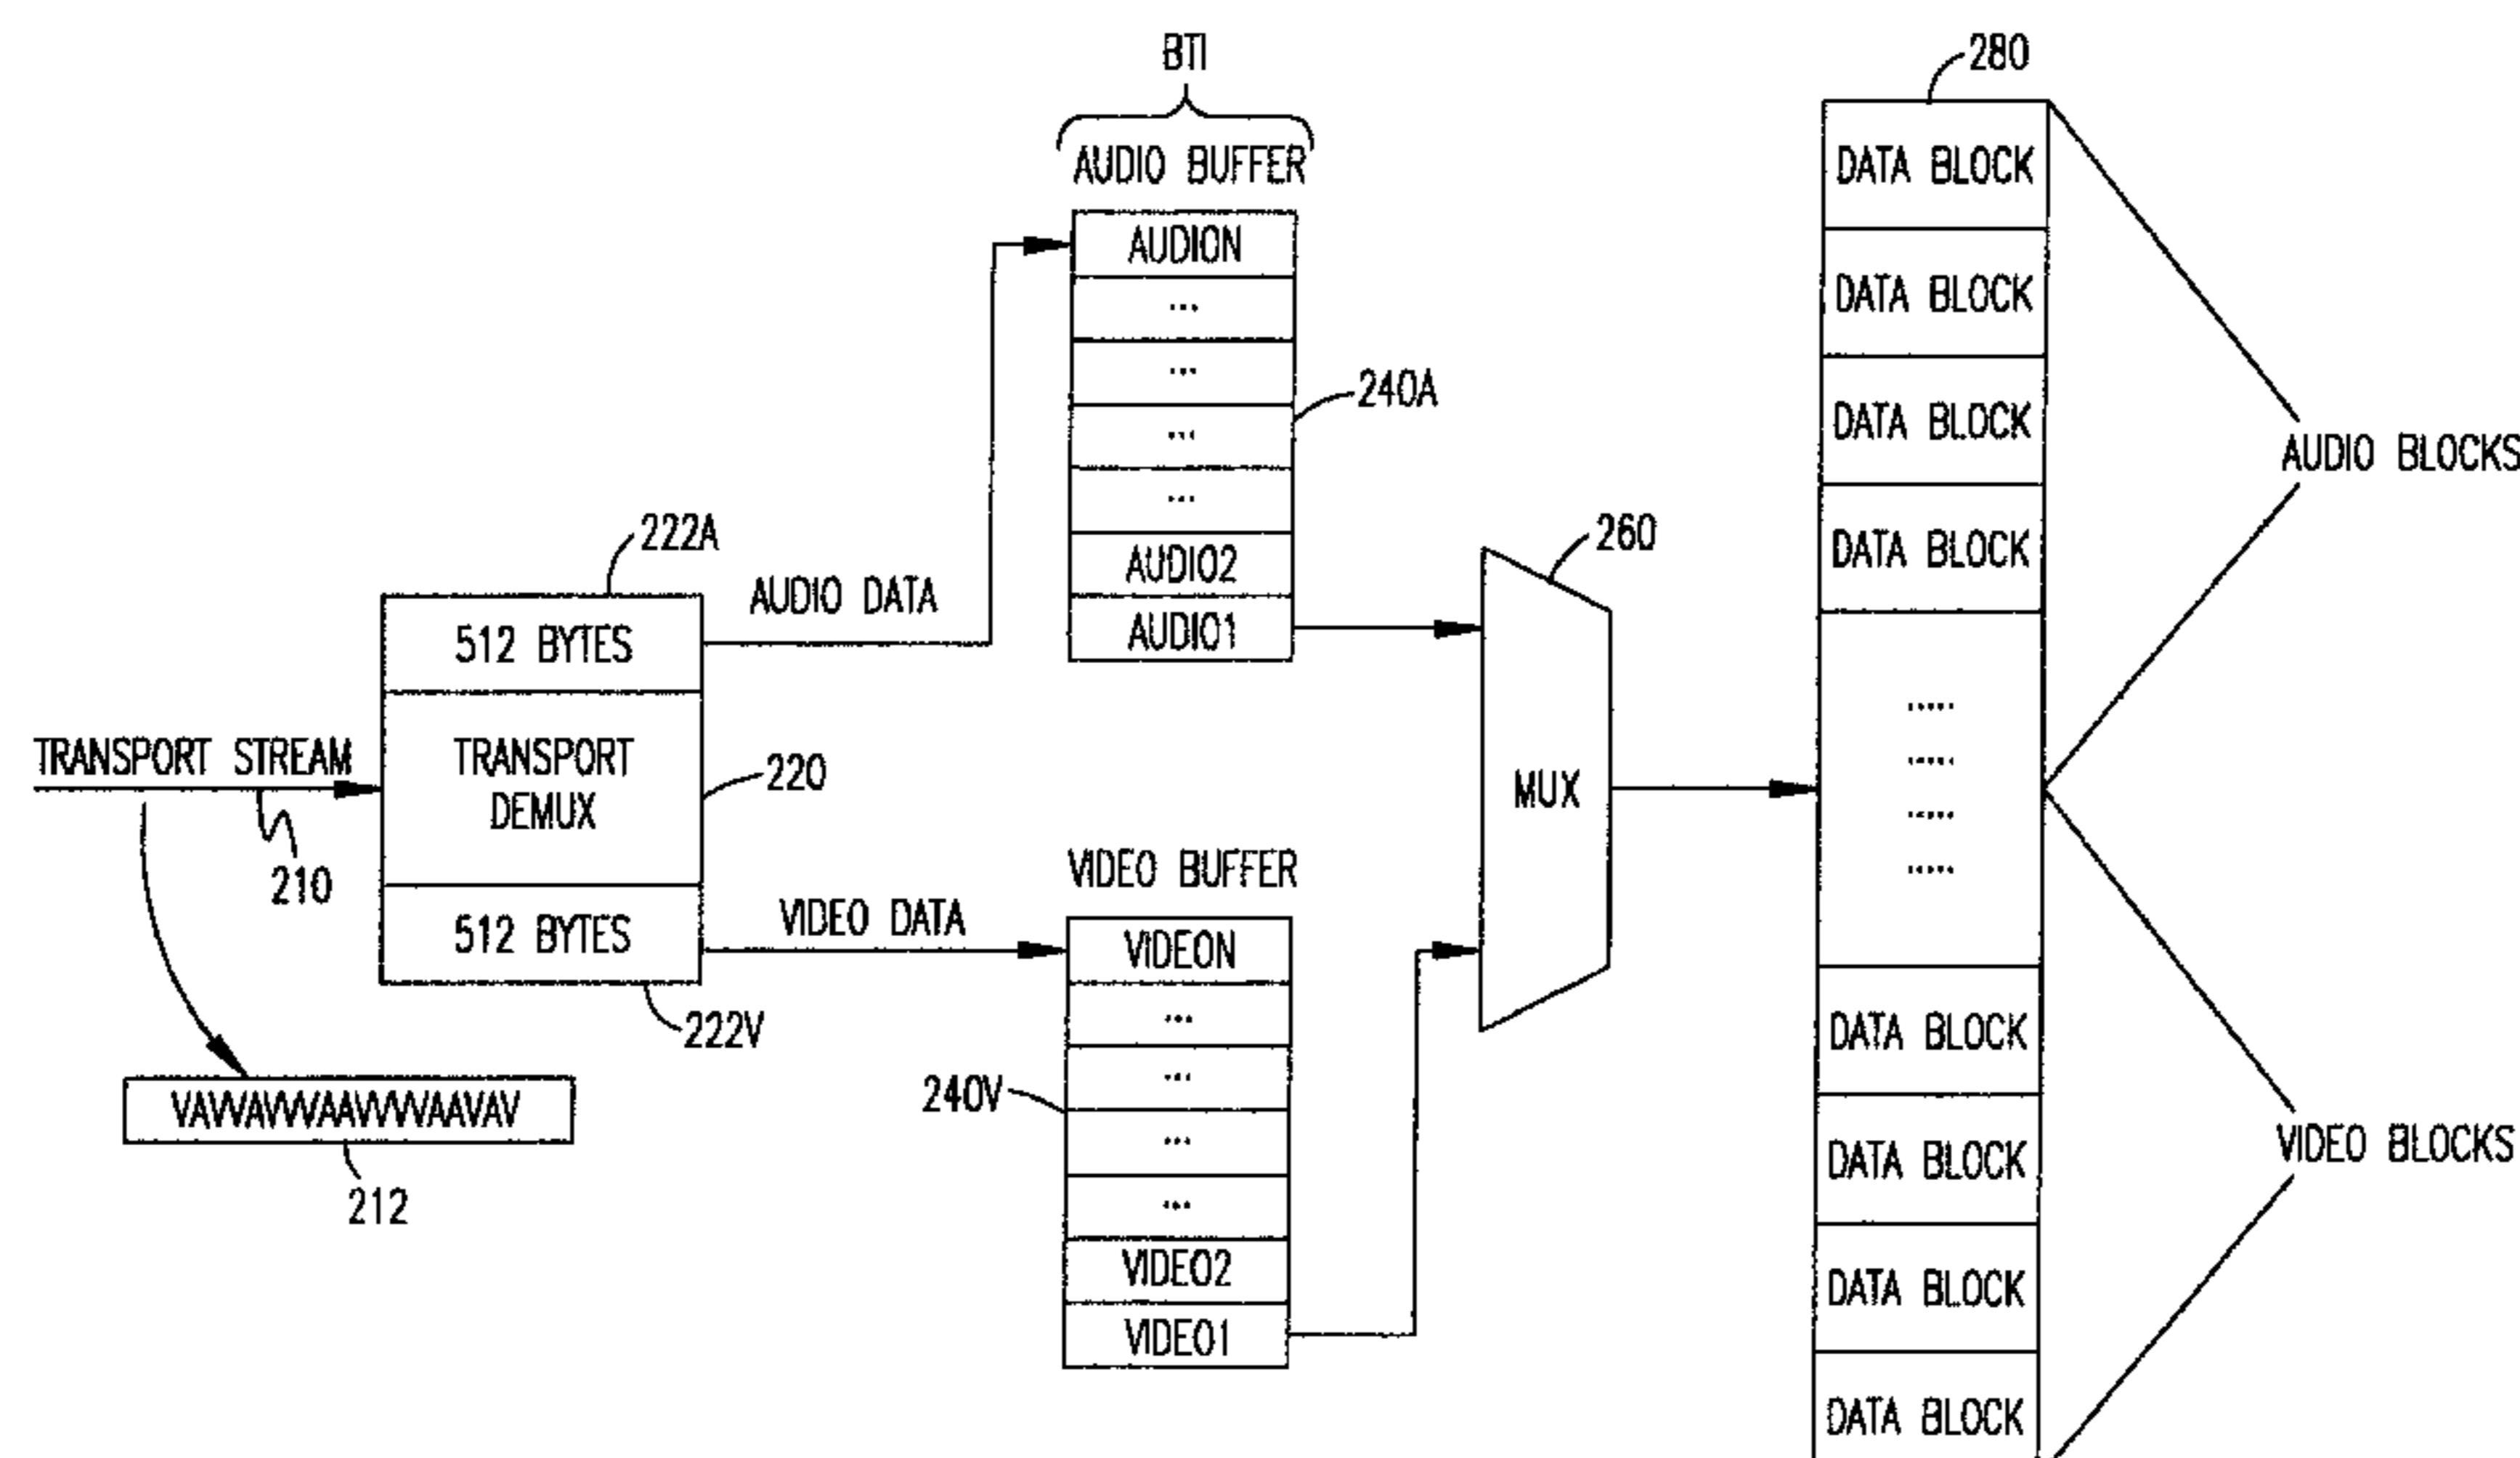 BTI
280
AUDIO BUFFER
DATA BLOCK
AUDION
...
DATA BLOCK
...
240A
DATA BLOCK
...
AUDIO BLOCKS
...
222A
260
DATA BLOCK
AUDIO DATA
AUDIO2
512 BYTES
AUDIO1
.....
TRANSPORT STREAM
TRANSPORT
DEMUX
220
MUX
.....
.....
210
VIDEO BUFFER
.....
512 BYTES
VIDEO DATA
VIDEON
222V
...
DATA BLOCK
240V
...
212
...
DATA BLOCK
VIDEO BLOCKS
...
VIDEO2
DATA BLOCK
VIDEO1
DATA BLOCK